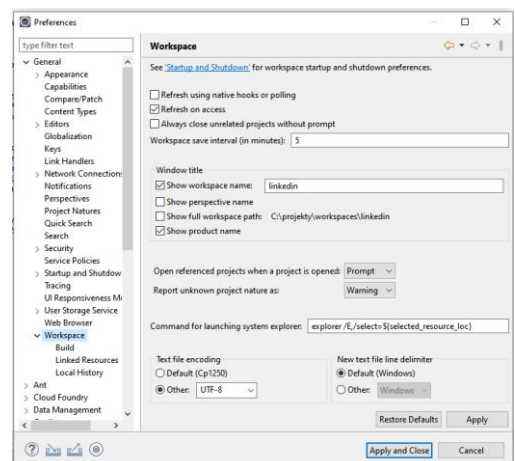 Preferences
type filter text
General
Appearance
Capabilities
Compare/Patch
Content Types
Editors
Globalization
Keys
Link Handlers
Network Connection
Notifications
Perspectives
Project Natures
Quick Search
Search
Security
Service Policies
Startup and Shutdow
Tracing
UI Responsiveness M
User Storage Service
Web Browser
Workspace
Build
Linked Resources
Local History
Ant
Cloud Foundry
Data Management
Workspace
See 'Startup and Shutdown' for workspace startup and shutdown preferences.
Refresh using native hooks or polling
Refresh on access
Always close unrelated projects without prompt
Workspace save interval (in minutes): 5
Window title
Show workspace name: linkedin
Show perspective name
Show full workspace path: C:\projekty\workspaces\linkedin
Show product name
Open referenced projects when a project is opened: Prompt
Report unknown project nature as: Warning
Command for launching system explorer: explorer /E,/select=${selected_resource_loc}
Text file encoding
Default (Cp1250)
Other: UTF-8
New text file line delimiter
Default (Windows)
Other: Windows
Restore Defaults Apply
Apply and Close Cancel